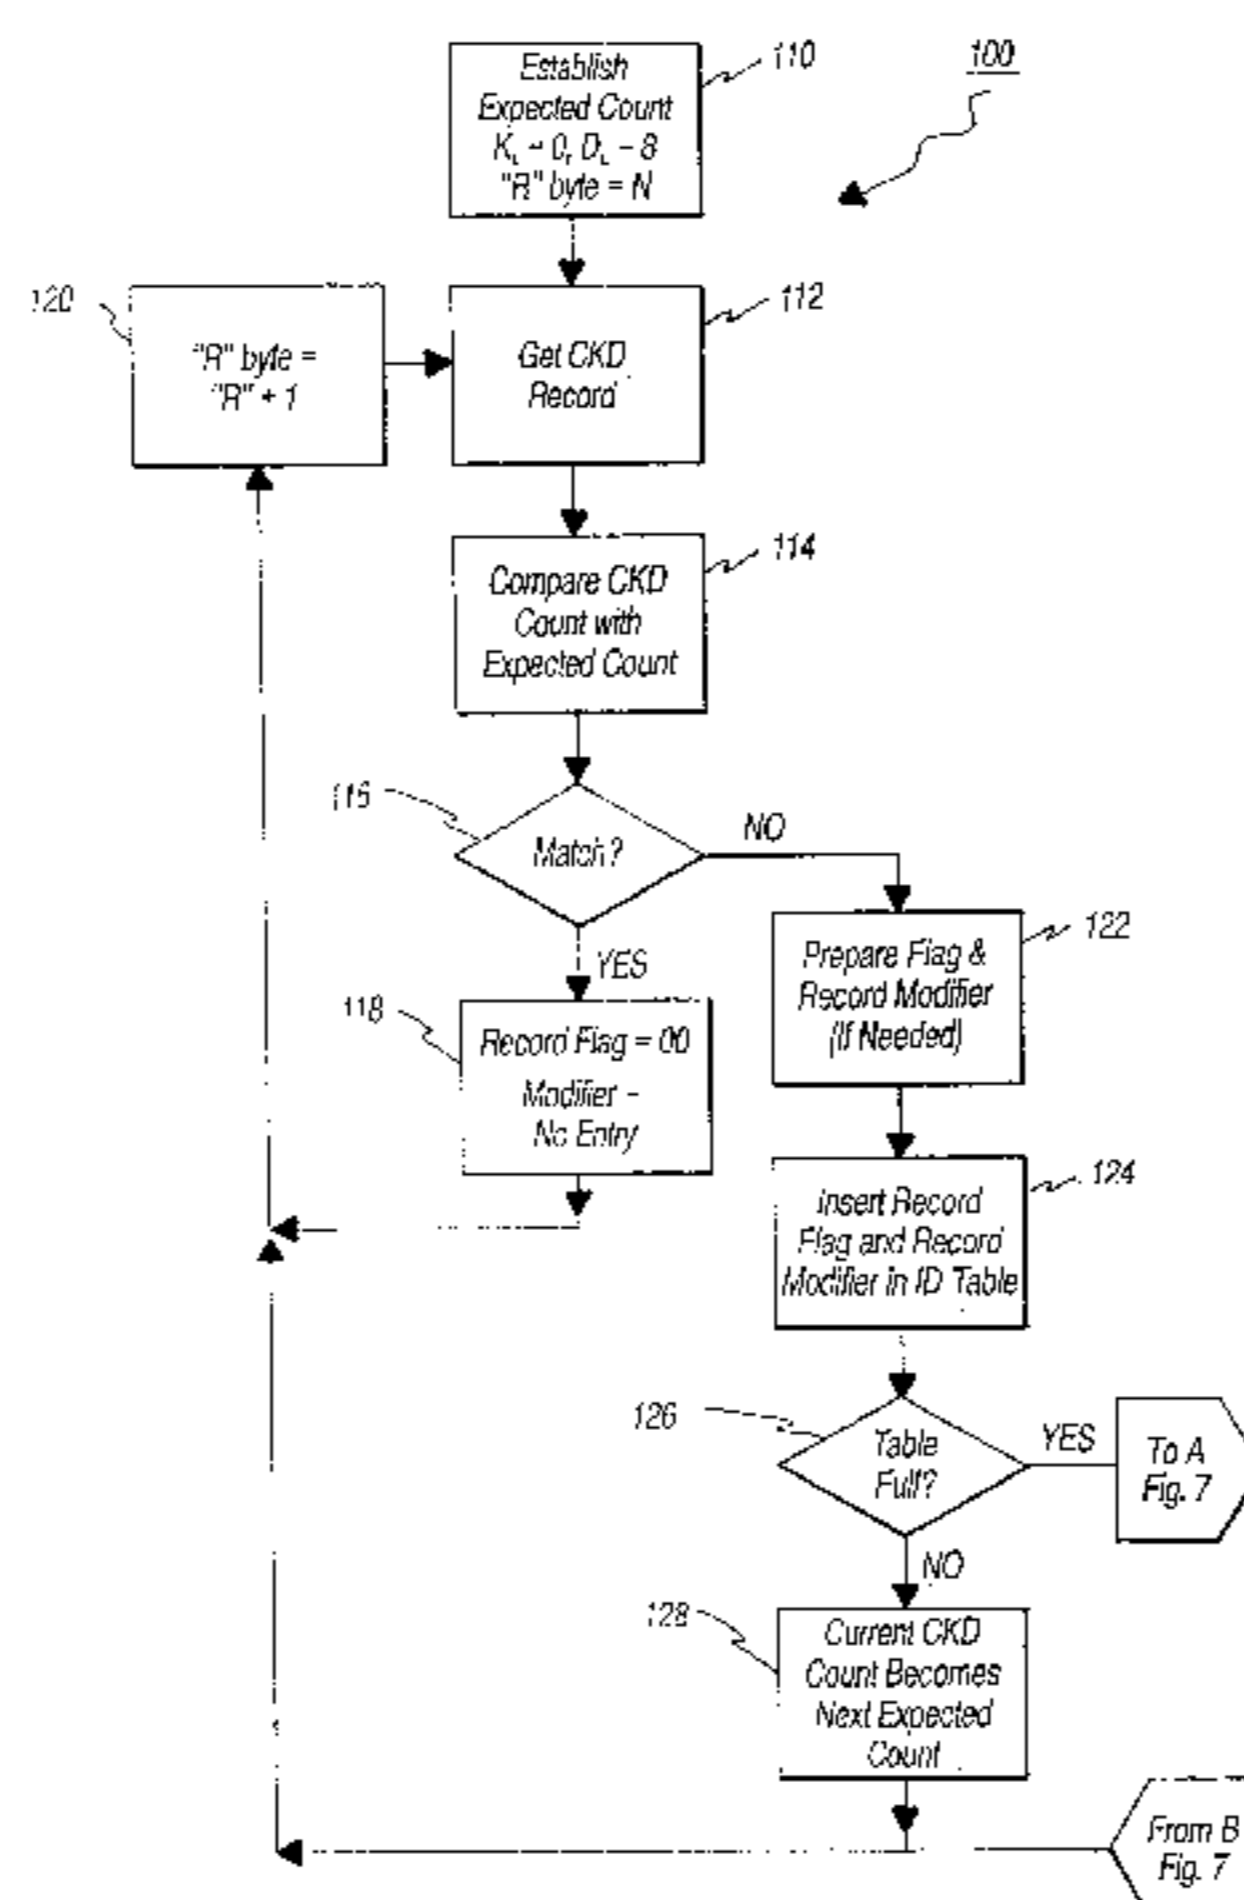 110
100
Establish
Expected Count
K_L = 0, D_L = 8
"R" byte = N
120
"R" byte =
"R" + 1
112
Get CKD
Record
114
Compare CKD
Count with
Expected Count
116
Match?
NO
YES
118
Record Flag = 00
Modifier =
No Entry
122
Prepare Flag &
Record Modifier
(If Needed)
124
Insert Record
Flag and Record
Modifier in ID Table
126
Table
Full?
YES
To A
Fig. 7
NO
128
Current CKD
Count Becomes
Next Expected
Count
From B
Fig. 7